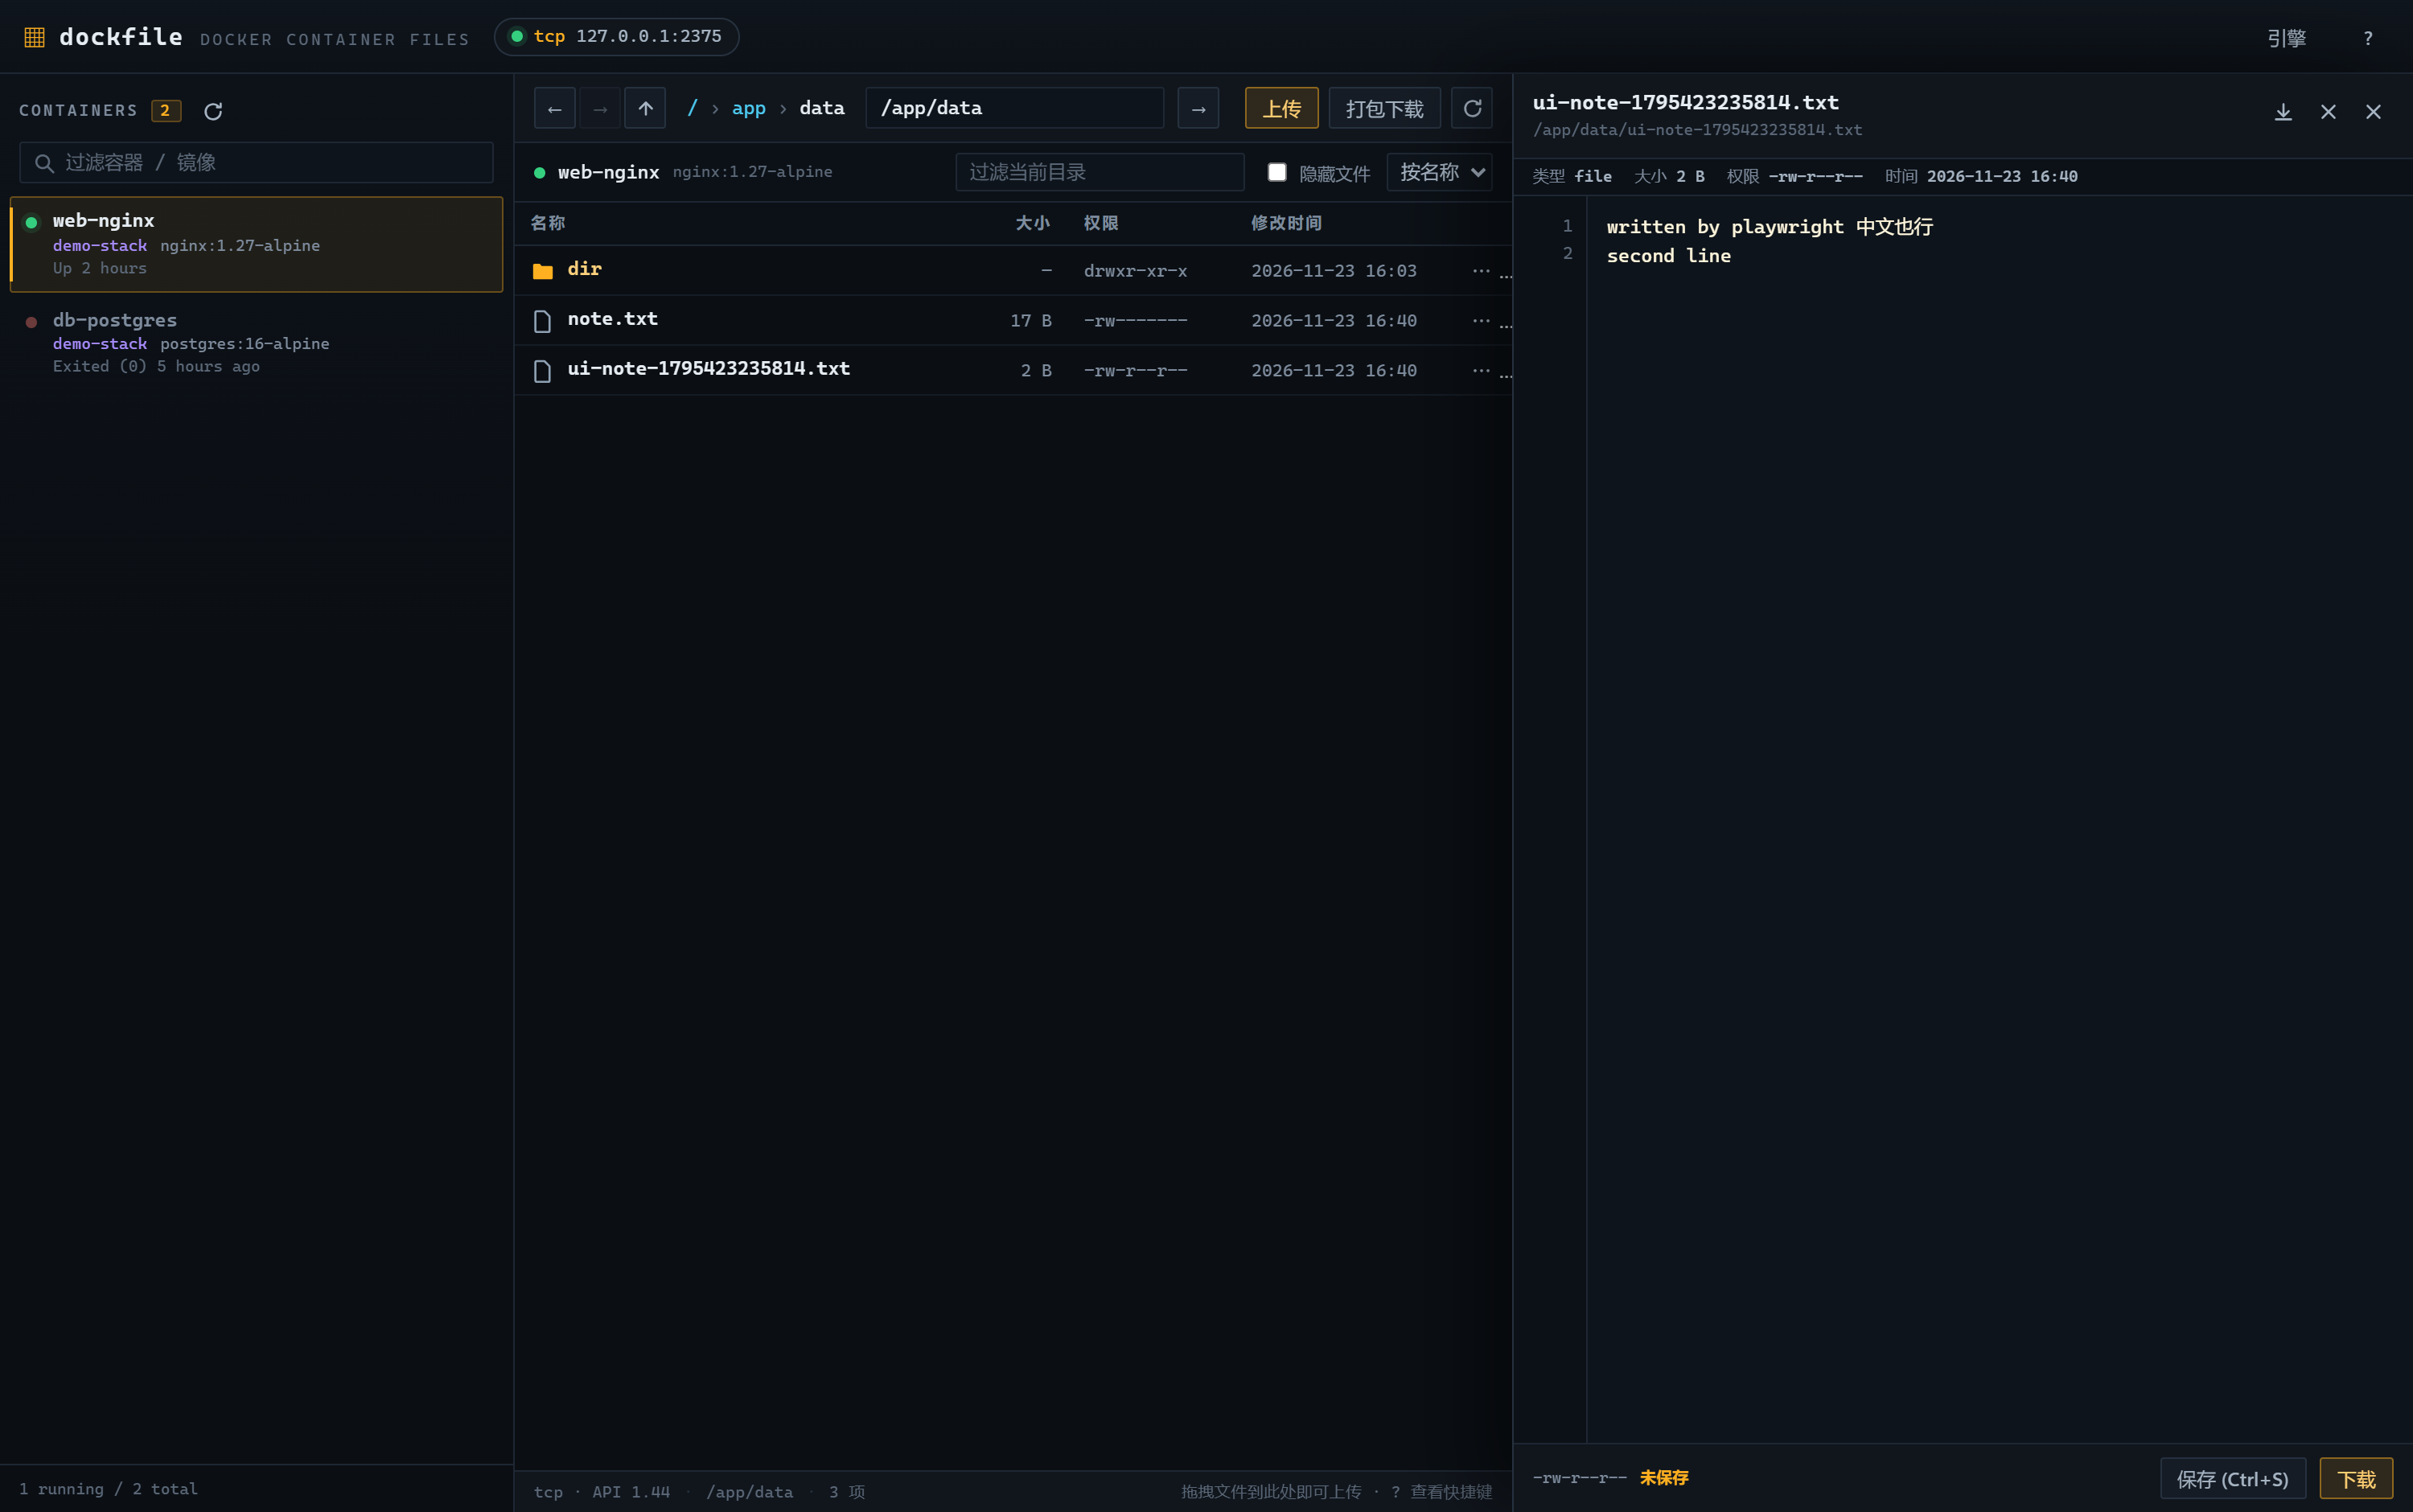 dockfile DOCKER CONTAINER FILES tcp 127.0.0.1:2375 引擎 ?
CONTAINERS 2
过滤容器 / 镜像
web-nginx
demo-stack nginx:1.27-alpine
Up 2 hours
db-postgres
demo-stack postgres:16-alpine
Exited (0) 5 hours ago
1 running / 2 total
← → ↑ / › app › data /app/data → 上传 打包下载
web-nginx nginx:1.27-alpine 过滤当前目录 隐藏文件 按名称
名称 大小 权限 修改时间
dir — drwxr-xr-x 2026-11-23 16:03 ··· …
note.txt 17 B -rw------- 2026-11-23 16:40 ··· …
ui-note-1795423235814.txt 2 B -rw-r--r-- 2026-11-23 16:40 ··· …
tcp · API 1.44 · /app/data · 3 项 拖拽文件到此处即可上传 · ? 查看快捷键
ui-note-1795423235814.txt
/app/data/ui-note-1795423235814.txt
类型 file 大小 2 B 权限 -rw-r--r-- 时间 2026-11-23 16:40
1 written by playwright 中文也行
2 second line
-rw-r--r-- 未保存 保存 (Ctrl+S) 下载